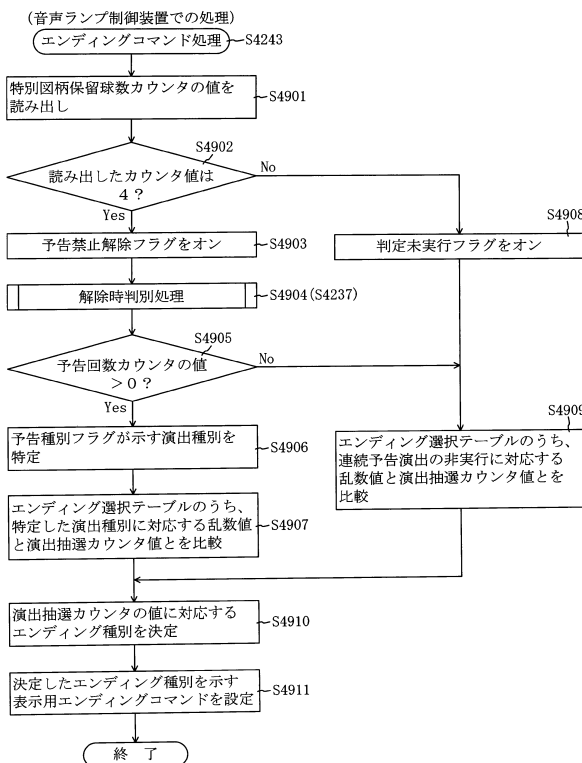 (音声ランプ制御装置での処理)
エンディングコマンド処理
S4243
特別図柄保留球数カウンタの値を
読み出し
S4901
S4902
読み出したカウンタ値は
4?
No
Yes
予告禁止解除フラグをオン
S4903
S4908
判定未実行フラグをオン
解除時判別処理
S4904(S4237)
S4905
予告回数カウンタの値
>0?
No
Yes
予告種別フラグが示す演出種別を
特定
S4906
S4909
エンディング選択テーブルのうち、
連続予告演出の非実行に対応する
乱数値と演出抽選カウンタ値とを
比較
エンディング選択テーブルのうち、
特定した演出種別に対応する乱数値
と演出抽選カウンタ値とを比較
S4907
演出抽選カウンタの値に対応する
エンディング種別を決定
S4910
決定したエンディング種別を示す
表示用エンディングコマンドを設定
S4911
終 了